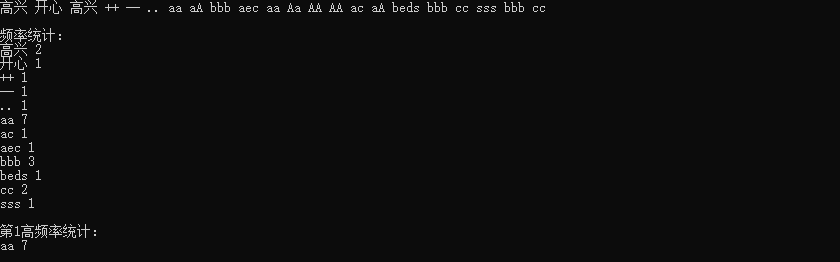 高兴 开心 高兴 ++ -- .. aa aA bbb aec aa Aa AA AA ac aA beds bbb cc sss bbb cc
频率统计:
高兴 2
开心 1
++ 1
-- 1
.. 1
aa 7
ac 1
aec 1
bbb 3
beds 1
cc 2
sss 1
第1高频率统计:
aa 7